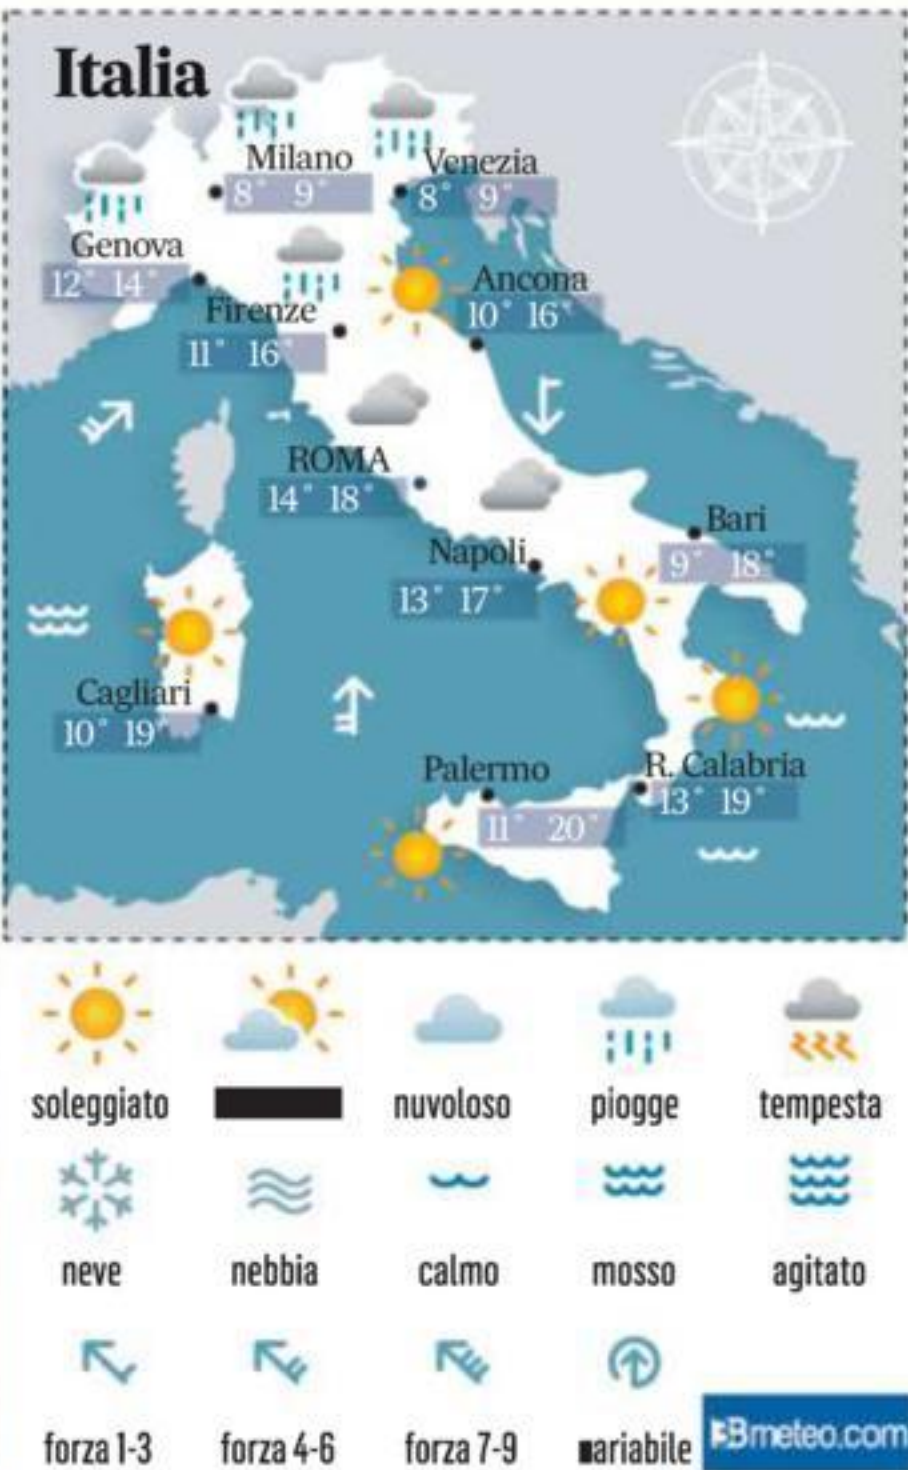 Italia
Milano
8° 9°
Venezia
8° 9°
Genova
12° 14°
Ancona
10° 16°
Firenze
11° 16°
ROMA
14° 18°
Bari
9° 18°
Napoli
13° 17°
Cagliari
10° 19°
Palermo
11° 20°
R. Calabria
13° 19°
soleggiato
nuvoloso
piogge
tempesta
neve
nebbia
calmo
mosso
agitato
forza 1-3
forza 4-6
forza 7-9
ariabile
3Bmeteo.com